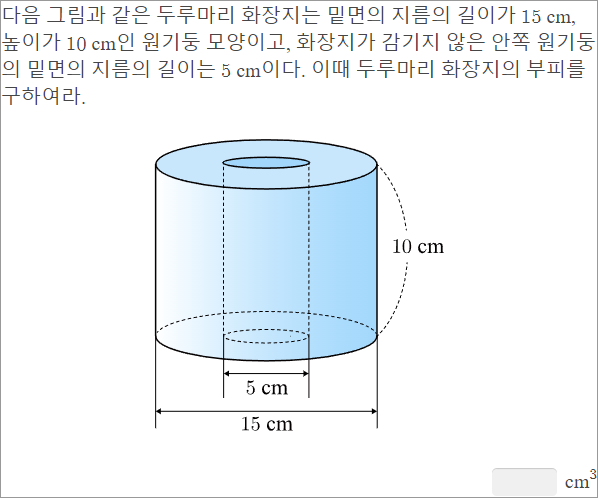 다음 그림과 같은 두루마리 화장지는 밑면의 지름의 길이가 15 cm,
높이가 10 cm인 원기둥 모양이고, 화장지가 감기지 않은 안쪽 원기둥
의 밑면의 지름의 길이는 5 cm이다. 이때 두루마리 화장지의 부피를
구하여라.
10 cm
5 cm
15 cm
cm³